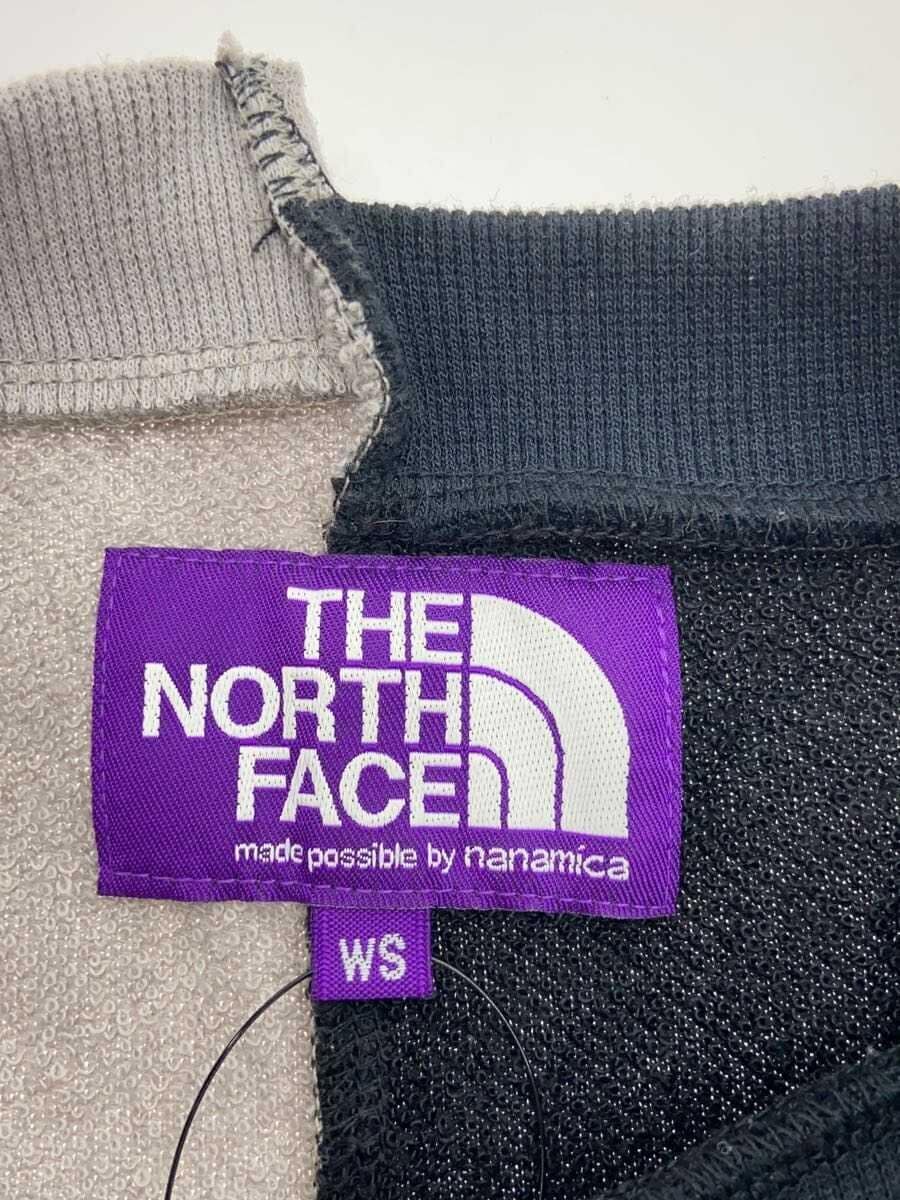 THE
NORTH
FACE
made possible by nanamica
WS